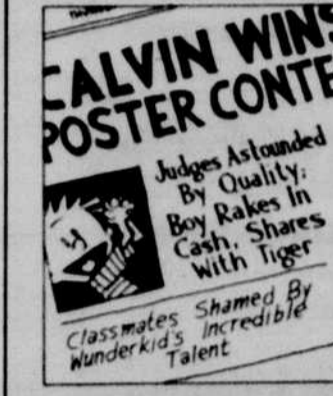 CALVIN WINS
POSTER CONTE
Judges Astounded
By Quality;
Boy Rakes In
Cash, Shares
With Tiger
Classmates Shamed By
Wunderkid's Incredible
Talent